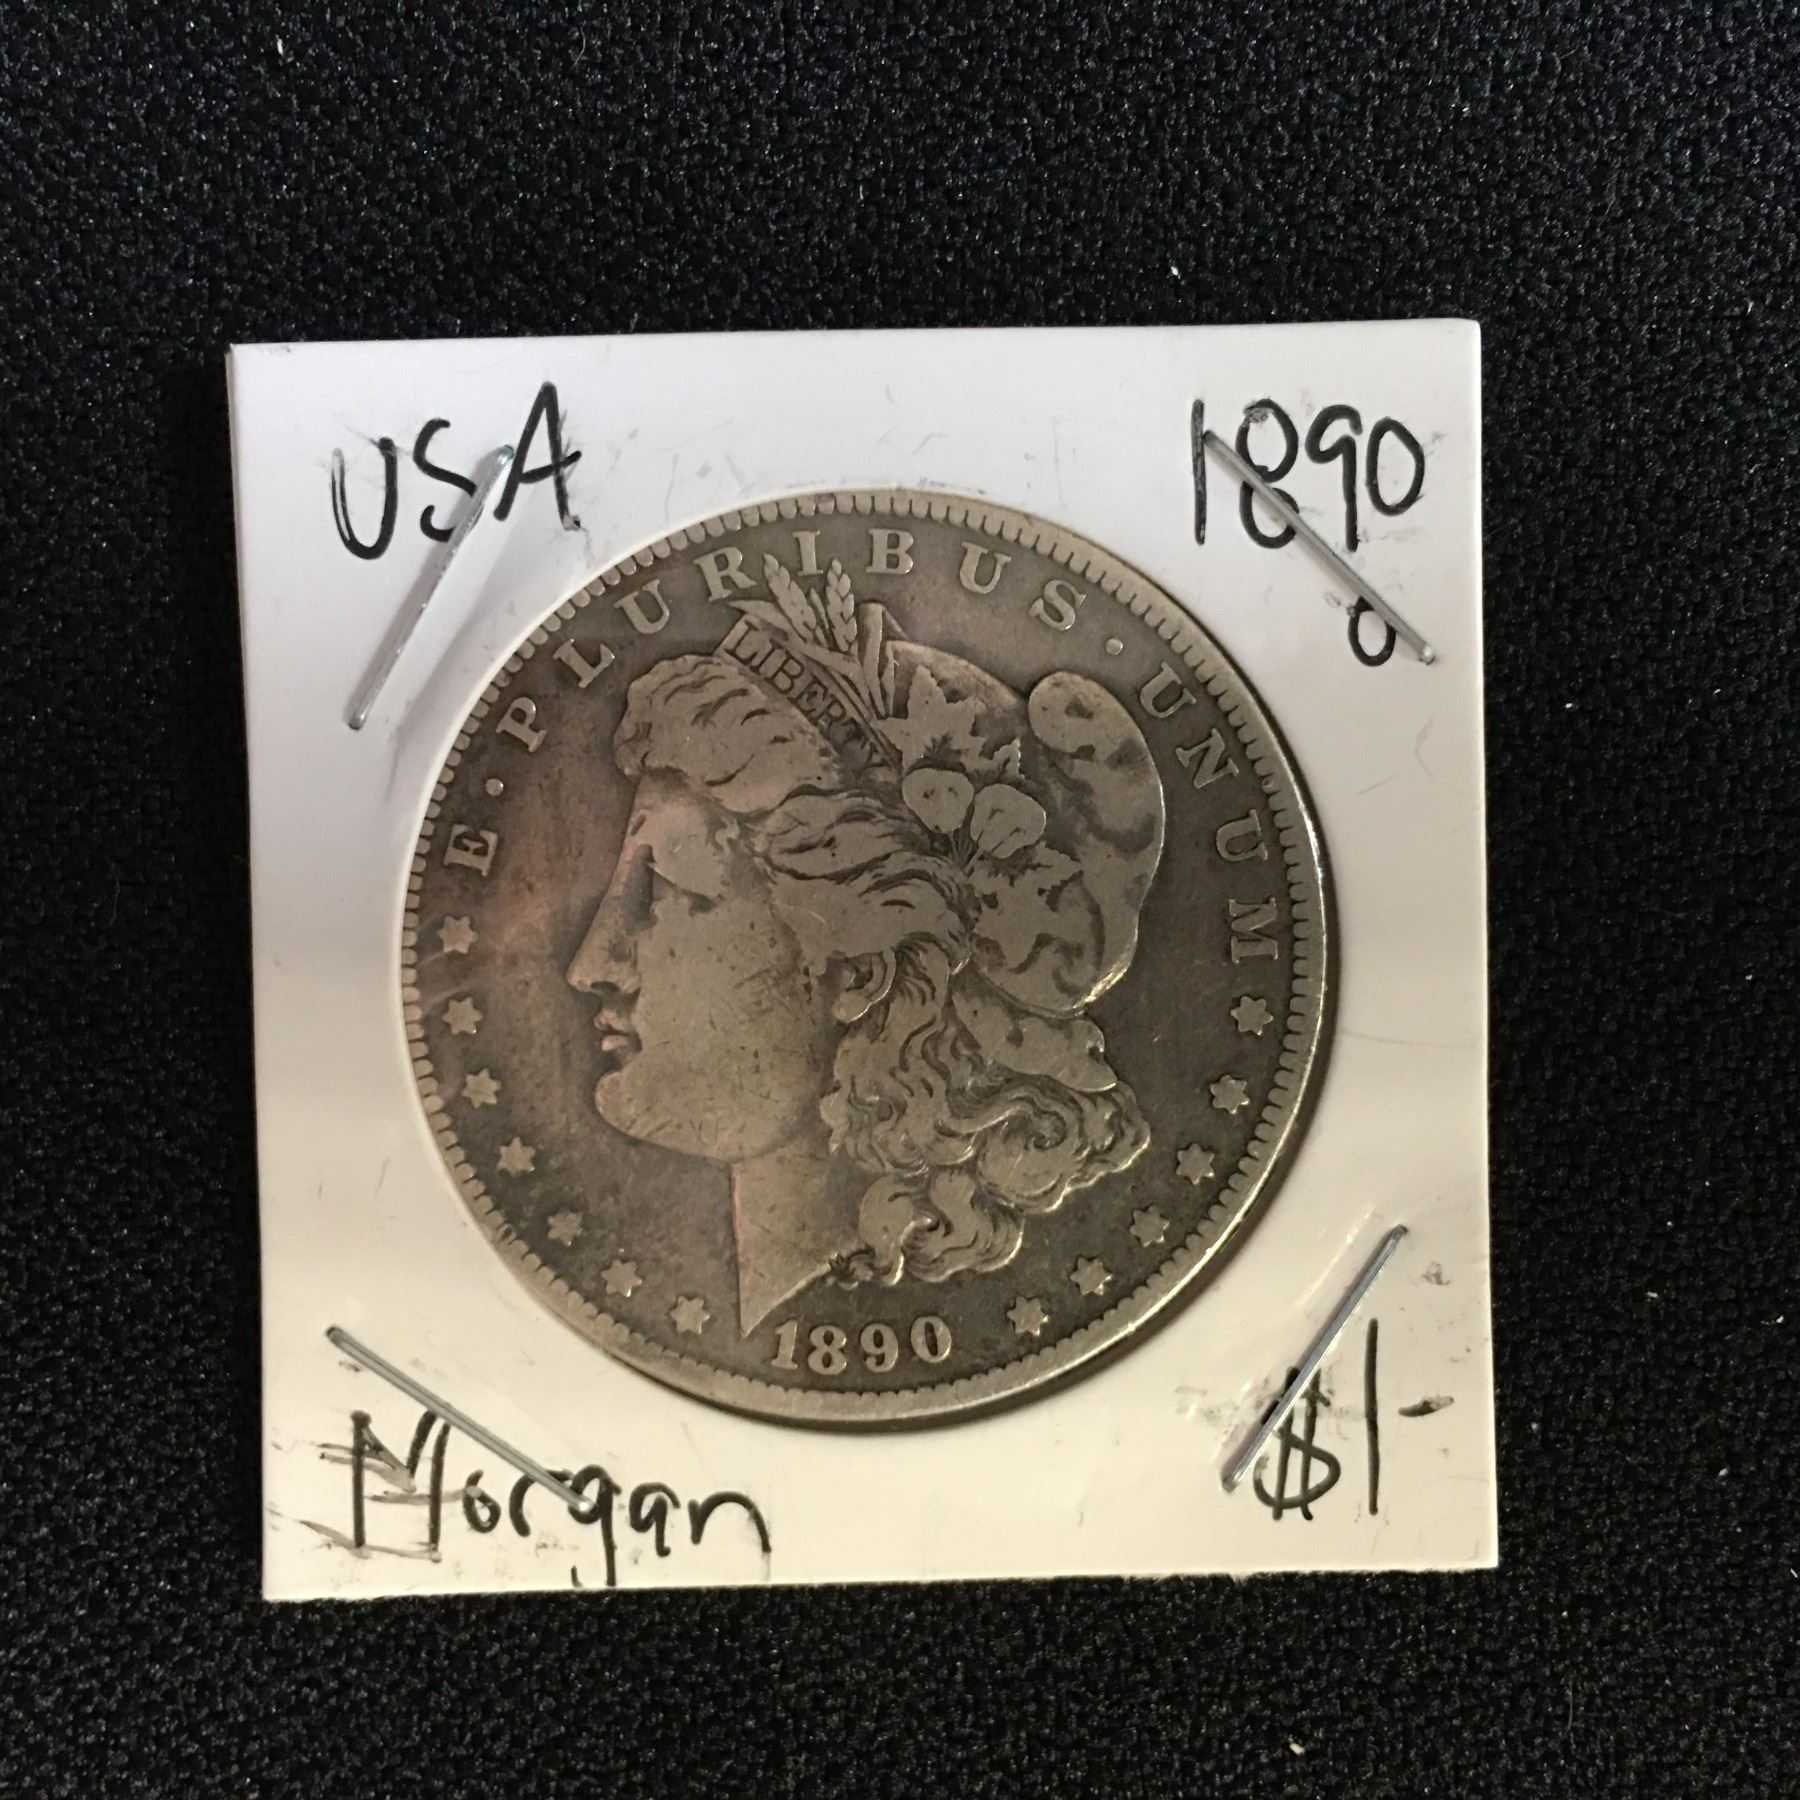 USA
1890
o
E · PLURIBUS · UNUM
LIBERTY
1890
Morgan
$1-